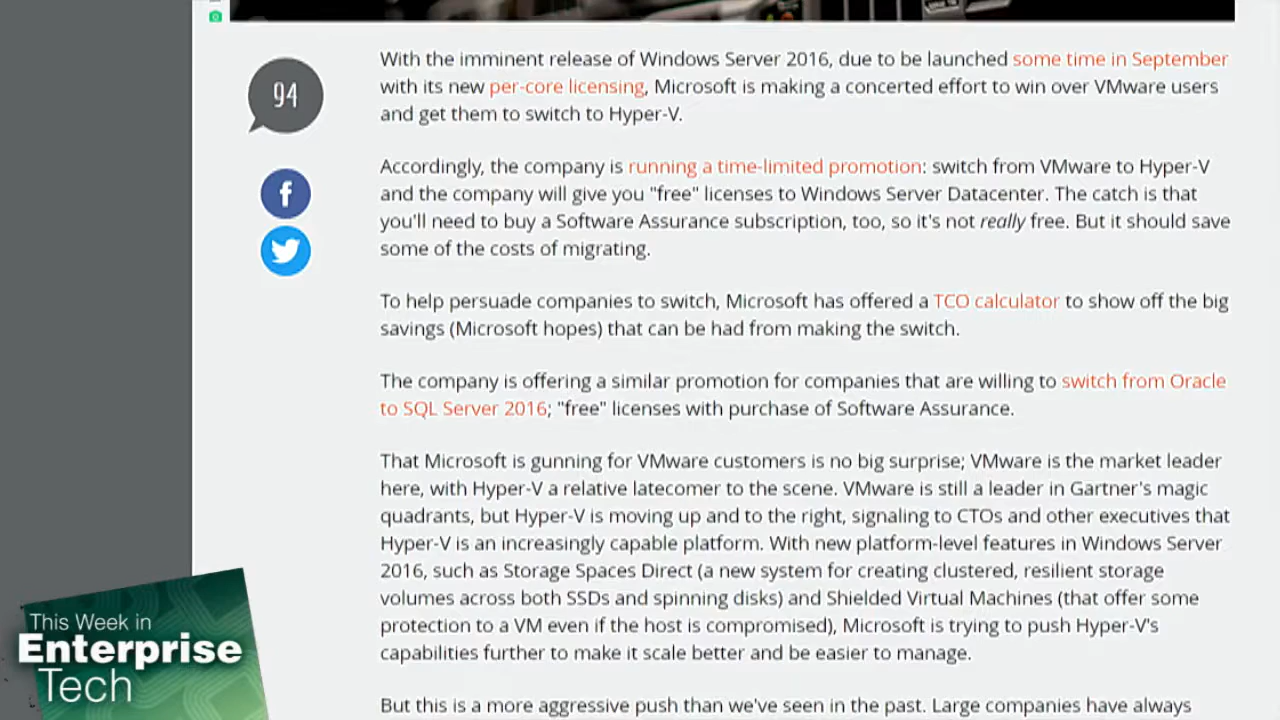 94
With the imminent release of Windows Server 2016, due to be launched some time in September
with its new per-core licensing, Microsoft is making a concerted effort to win over VMware users
and get them to switch to Hyper-V.
Accordingly, the company is running a time-limited promotion: switch from VMware to Hyper-V
and the company will give you "free" licenses to Windows Server Datacenter. The catch is that
you'll need to buy a Software Assurance subscription, too, so it's not really free. But it should save
some of the costs of migrating.
To help persuade companies to switch, Microsoft has offered a TCO calculator to show off the big
savings (Microsoft hopes) that can be had from making the switch.
The company is offering a similar promotion for companies that are willing to switch from Oracle
to SQL Server 2016; "free" licenses with purchase of Software Assurance.
That Microsoft is gunning for VMware customers is no big surprise; VMware is the market leader
here, with Hyper-V a relative latecomer to the scene. VMware is still a leader in Gartner's magic
quadrants, but Hyper-V is moving up and to the right, signaling to CTOs and other executives that
Hyper-V is an increasingly capable platform. With new platform-level features in Windows Server
2016, such as Storage Spaces Direct (a new system for creating clustered, resilient storage
volumes across both SSDs and spinning disks) and Shielded Virtual Machines (that offer some
protection to a VM even if the host is compromised), Microsoft is trying to push Hyper-V's
capabilities further to make it scale better and be easier to manage.
But this is a more aggressive push than we've seen in the past. Large companies have always
This Week in
Enterprise
Tech